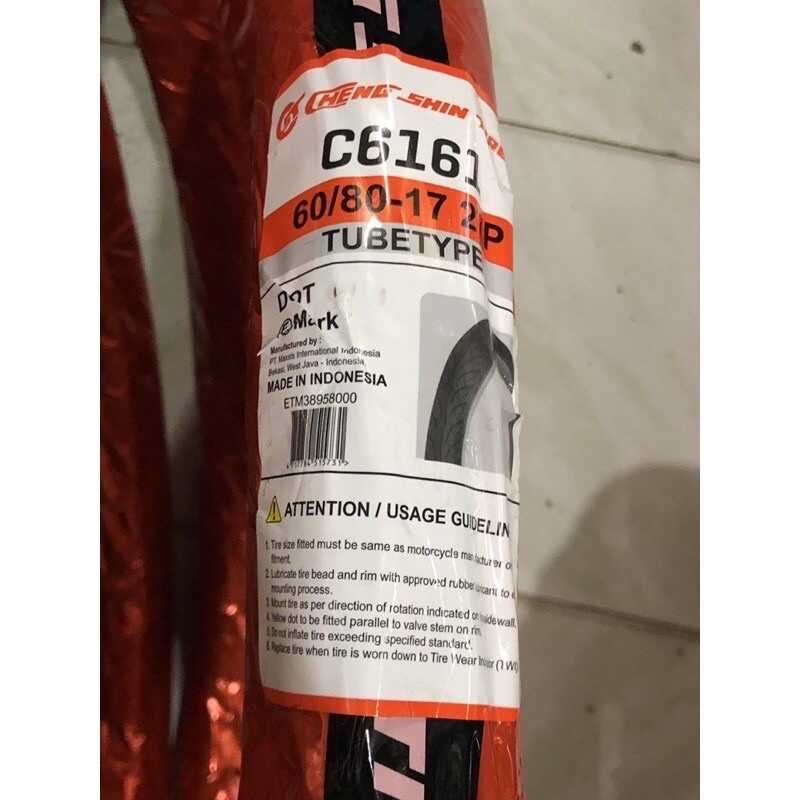 CHENG SHIN
C6161
60/80-17
TUBETYPE
DOT
Mark
Manufactured by :
PT. Maxxis International Indonesia
Bekasi, West Java - Indonesia
MADE IN INDONESIA
ETM38958000
ATTENTION / USAGE GUIDELIN
1. Tire size fitted must be same as motorcycle
fitment.
2. Lubricate tire bead and rim with approved rubber
mounting process.
3. Mount tire as per direction of rotation indicated on sidewall.
4. Yellow dot to be fitted parallel to valve stem on rim.
5. Do not inflate tire exceeding specified standard.
6. Replace tire when tire is worn down to Tire Wear